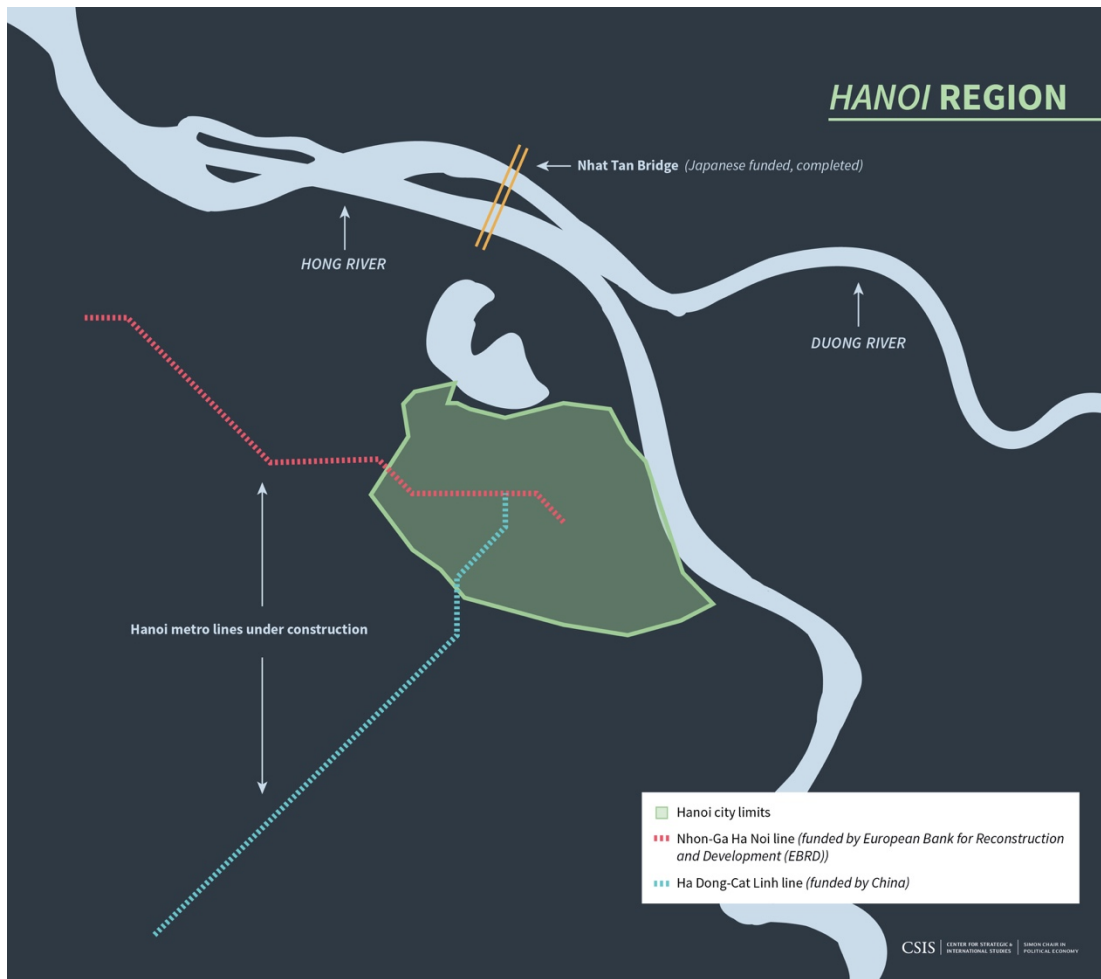 HANOI REGION
Nhat Tan Bridge (Japanese funded, completed)
HONG RIVER
DUONG RIVER
Hanoi metro lines under construction
Hanoi city limits
Nhon-Ga Ha Noi line (funded by European Bank for Reconstruction
and Development (EBRD))
Ha Dong-Cat Linh line (funded by China)
CSIS
CENTER FOR STRATEGIC &
INTERNATIONAL STUDIES
SIMON CHAIR IN
POLITICAL ECONOMY